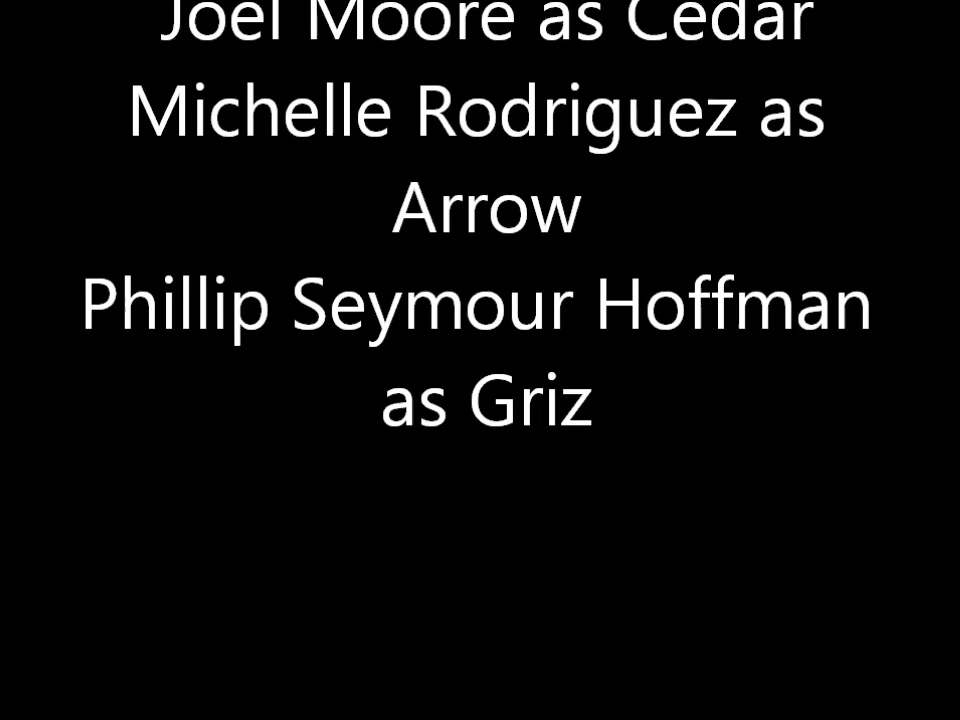 Joel Moore as Cedar
Michelle Rodriguez as
Arrow
Phillip Seymour Hoffman
as Griz